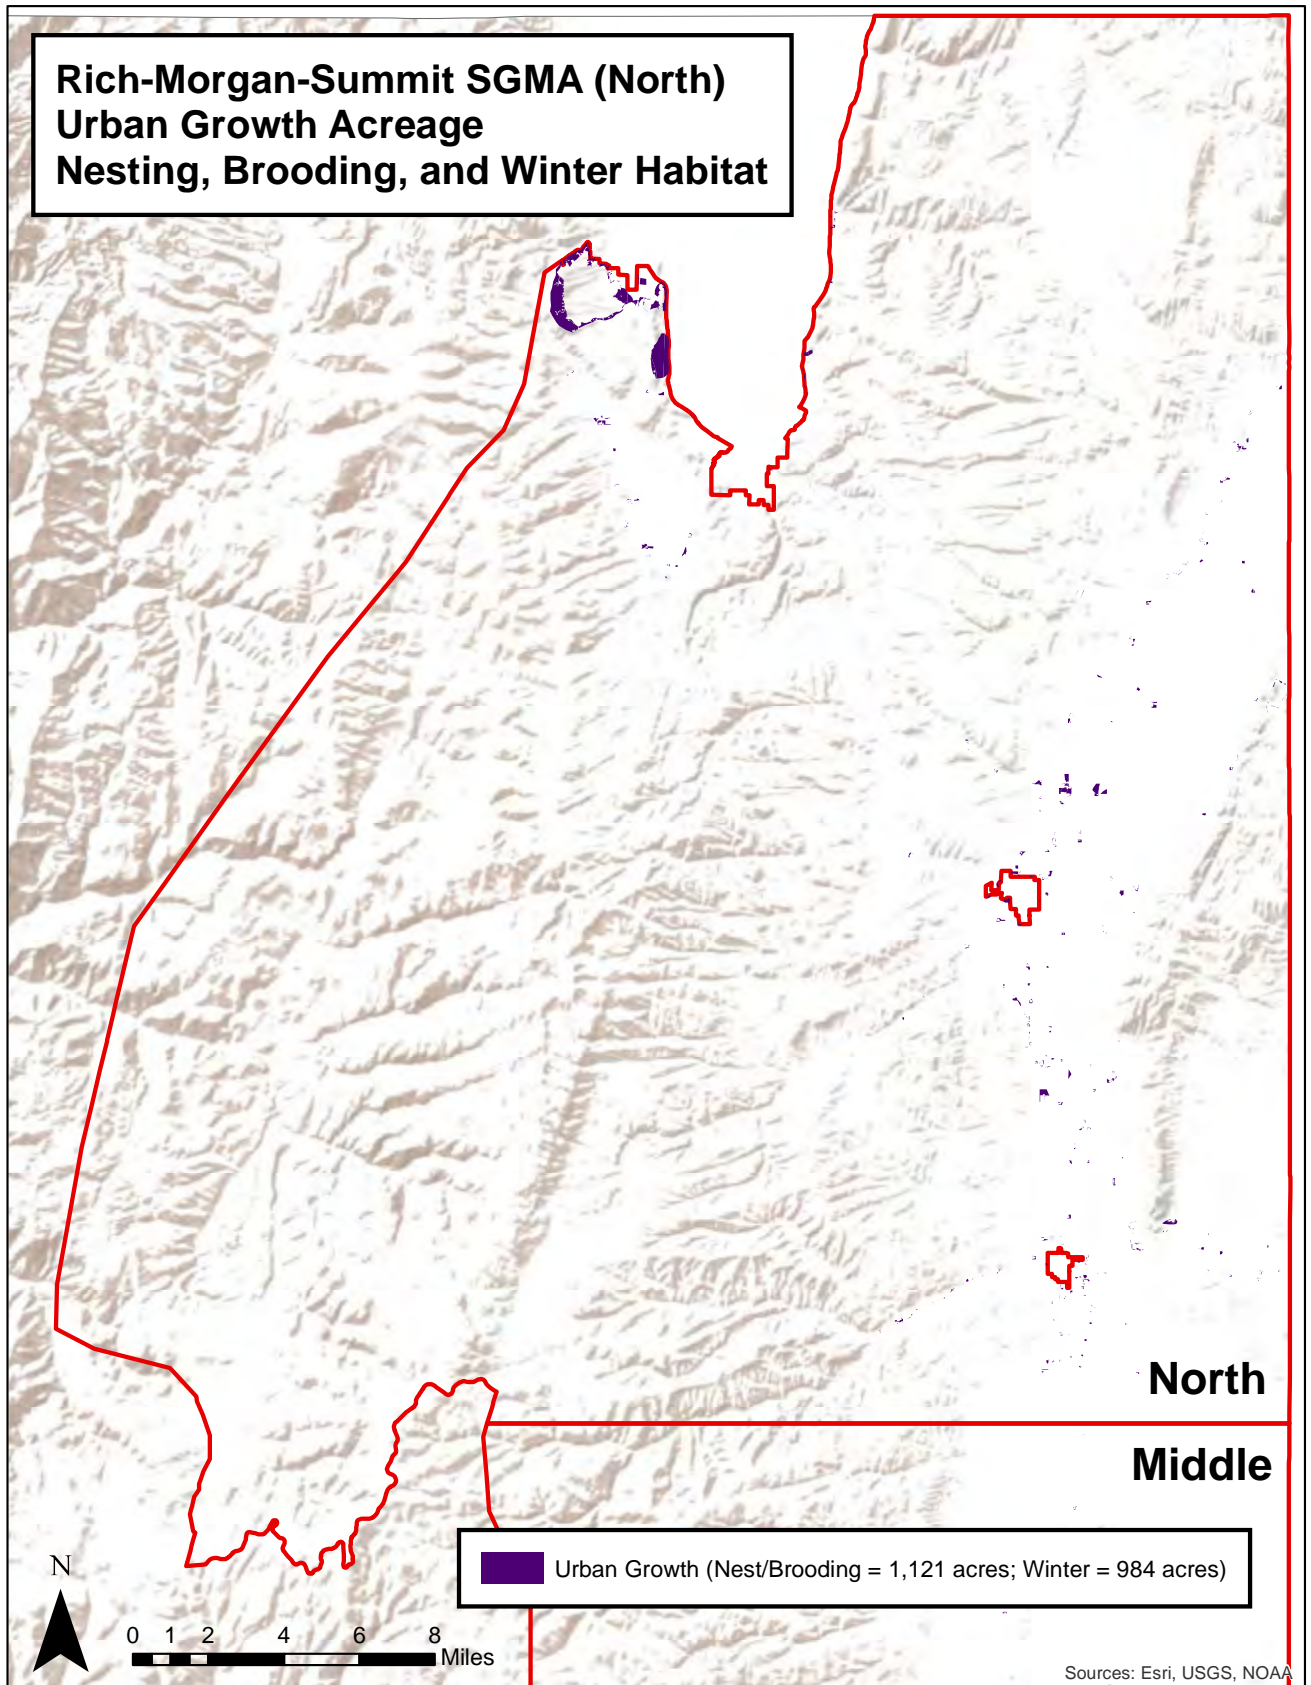 Rich-Morgan-Summit SGMA (North)
Urban Growth Acreage
Nesting, Brooding, and Winter Habitat
North
Middle
Urban Growth (Nest/Brooding = 1,121 acres; Winter = 984 acres)
N
0 1 2 4 6 8
Miles
Sources: Esri, USGS, NOAA